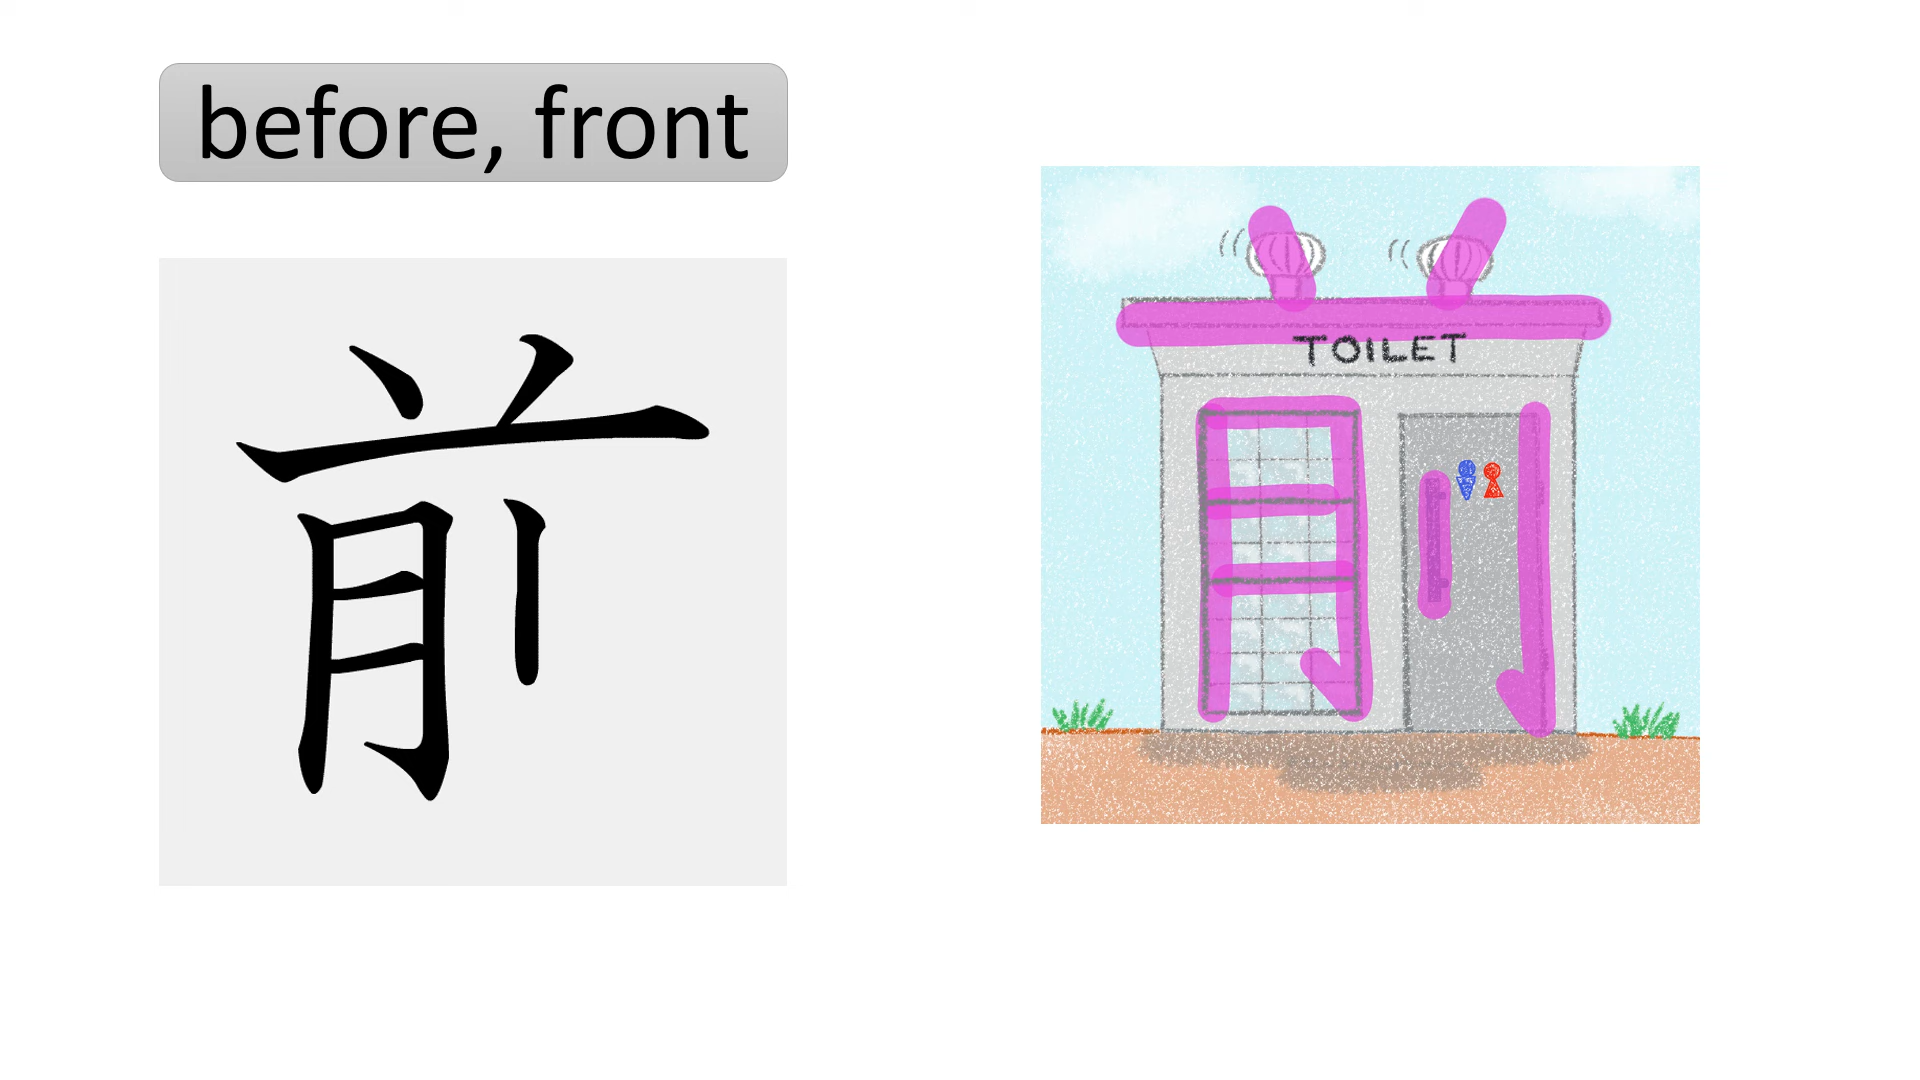 before, front
前
TOILET